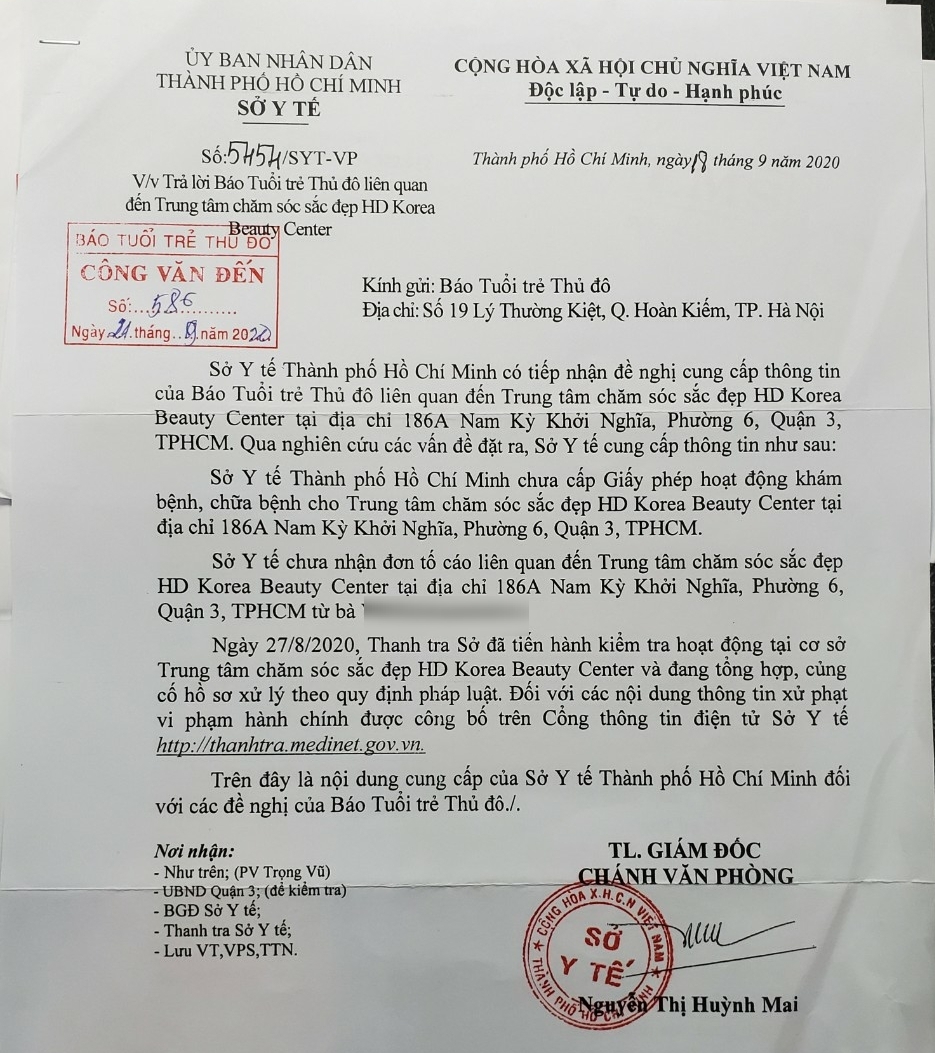 ỦY BAN NHÂN DÂN
THÀNH PHỐ HỒ CHÍ MINH
SỞ Y TẾ
CỘNG HÒA XÃ HỘI CHỦ NGHĨA VIỆT NAM
Độc lập - Tự do - Hạnh phúc
Số:5454/SYT-VP
Thành phố Hồ Chí Minh, ngày 18 tháng 9 năm 2020
V/v Trả lời Báo Tuổi trẻ Thủ đô liên quan
đến Trung tâm chăm sóc sắc đẹp HD Korea
Beauty Center
BÁO TUỔI TRẺ THỦ ĐÔ
CÔNG VĂN ĐẾN
Số:....586...........
Ngày 21.tháng..9.năm 2020
Kính gửi: Báo Tuổi trẻ Thủ đô
Địa chỉ: Số 19 Lý Thường Kiệt, Q. Hoàn Kiếm, TP. Hà Nội
Sở Y tế Thành phố Hồ Chí Minh có tiếp nhận đề nghị cung cấp thông tin
của Báo Tuổi trẻ Thủ đô liên quan đến Trung tâm chăm sóc sắc đẹp HD Korea
Beauty Center tại địa chỉ 186A Nam Kỳ Khởi Nghĩa, Phường 6, Quận 3,
TPHCM. Qua nghiên cứu các vấn đề đặt ra, Sở Y tế cung cấp thông tin như sau:
Sở Y tế Thành phố Hồ Chí Minh chưa cấp Giấy phép hoạt động khám
bệnh, chữa bệnh cho Trung tâm chăm sóc sắc đẹp HD Korea Beauty Center tại
địa chỉ 186A Nam Kỳ Khởi Nghĩa, Phường 6, Quận 3, TPHCM.
Sở Y tế chưa nhận đơn tố cáo liên quan đến Trung tâm chăm sóc sắc đẹp
HD Korea Beauty Center tại địa chỉ 186A Nam Kỳ Khởi Nghĩa, Phường 6,
Quận 3, TPHCM từ bà
Ngày 27/8/2020, Thanh tra Sở đã tiến hành kiểm tra hoạt động tại cơ sở
Trung tâm chăm sóc sắc đẹp HD Korea Beauty Center và đang tổng hợp, củng
cố hồ sơ xử lý theo quy định pháp luật. Đối với các nội dung thông tin xử phạt
vi phạm hành chính được công bố trên Cổng thông tin điện tử Sở Y tế
http://thanhtra.medinet.gov.vn.
Trên đây là nội dung cung cấp của Sở Y tế Thành phố Hồ Chí Minh đối
với các đề nghị của Báo Tuổi trẻ Thủ đô./.
Nơi nhận:
- Như trên; (PV Trọng Vũ)
- UBND Quận 3; (để kiểm tra)
- BGĐ Sở Y tế;
- Thanh tra Sở Y tế;
- Lưu VT,VPS,TTN.
TL. GIÁM ĐỐC
CHÁNH VĂN PHÒNG
CỘNG HÒA X.H.C.N VIỆT NAM
SỞ
Y TẾ
THÀNH PHỐ HỒ CHÍ MINH
Nguyễn Thị Huỳnh Mai